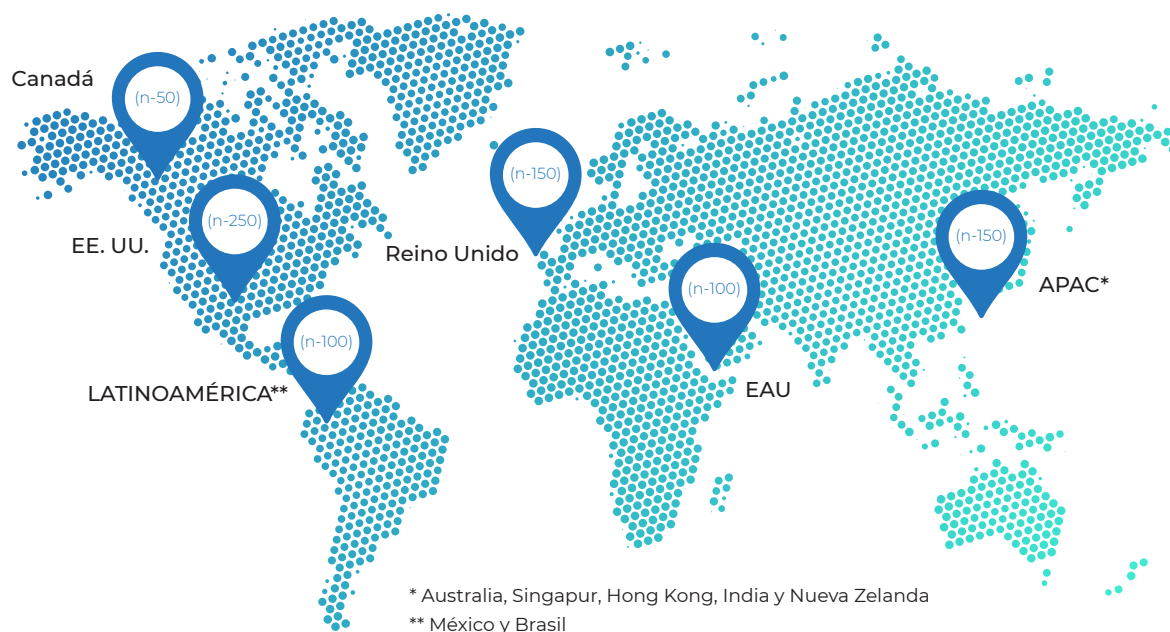 Canadá
(n-50)
(n-250)
EE. UU.
(n-150)
Reino Unido
(n-150)
APAC*
(n-100)
EAU
(n-100)
LATINOAMÉRICA**
* Australia, Singapur, Hong Kong, India y Nueva Zelanda
** México y Brasil